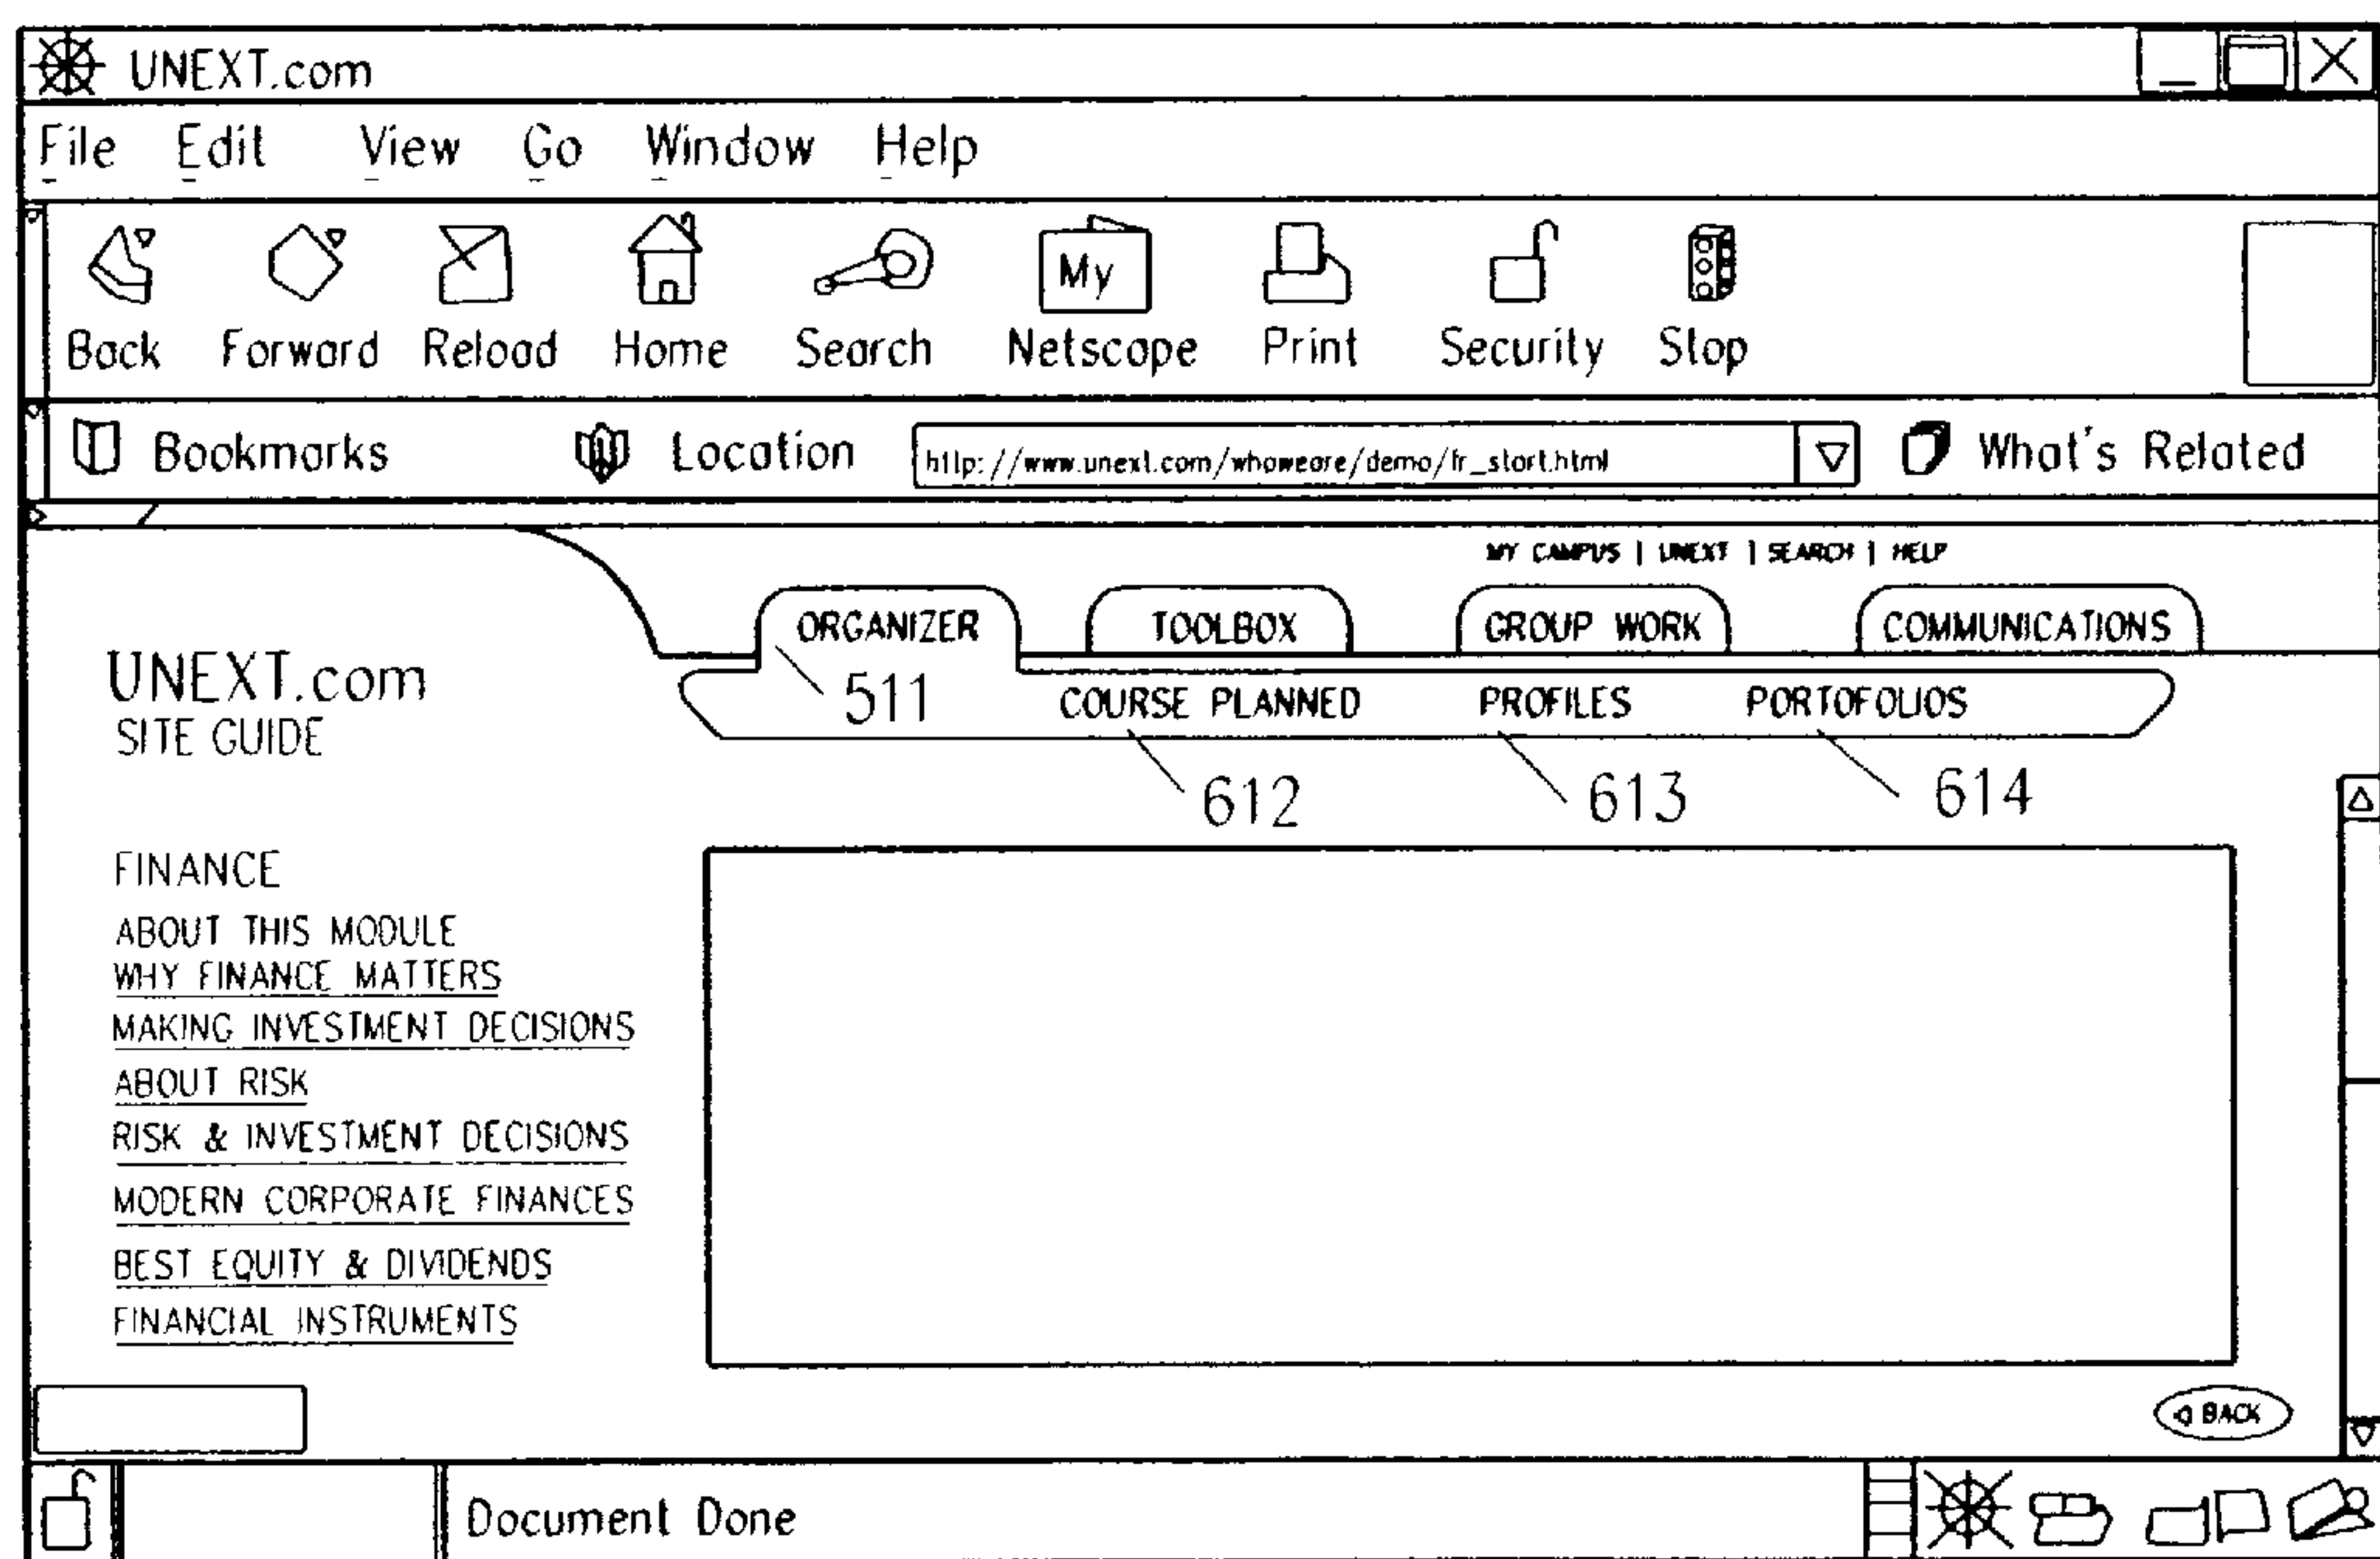 UNEXT.com
File Edit View Go Window Help
My
Back Forward Reload Home Search Netscape Print Security Stop
Bookmarks Location http://www.unext.com/whoweare/demo/fr_start.html What's Related
MY CAMPUS | UNEXT | SEARCH | HELP
ORGANIZER TOOLBOX GROUP WORK COMMUNICATIONS
UNEXT.com
511 COURSE PLANNED PROFILES PORTOFOLIOS
SITE GUIDE
612 613 614
FINANCE
ABOUT THIS MODULE
WHY FINANCE MATTERS
MAKING INVESTMENT DECISIONS
ABOUT RISK
RISK & INVESTMENT DECISIONS
MODERN CORPORATE FINANCES
BEST EQUITY & DIVIDENDS
FINANCIAL INSTRUMENTS
BACK
Document Done